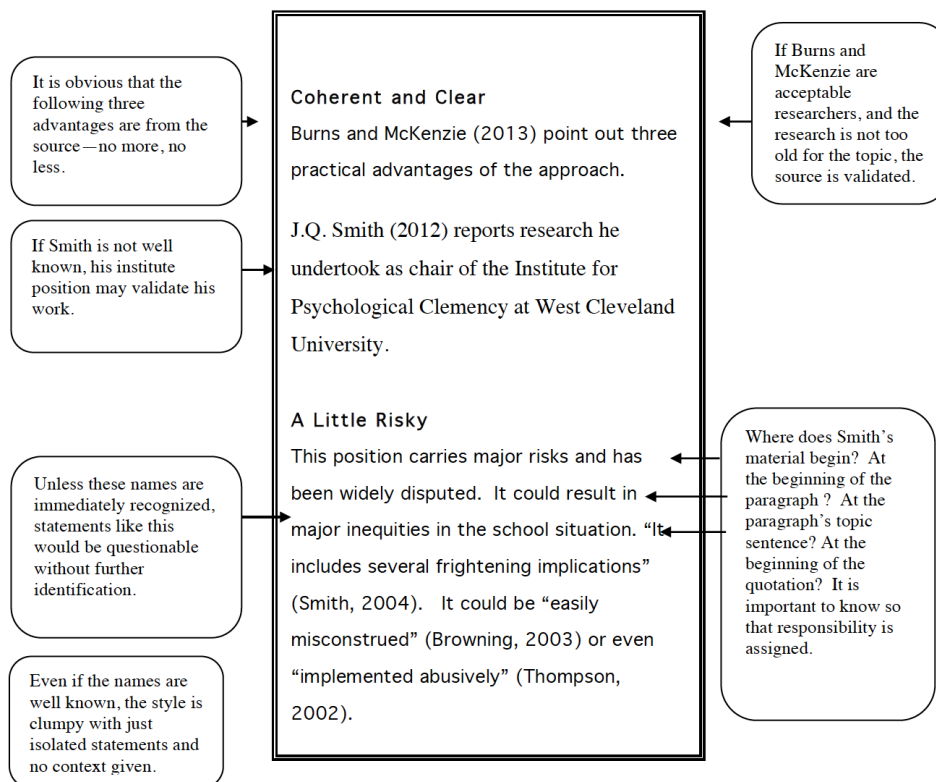 It is obvious that the
following three
advantages are from the
source—no more, no
less.
If Smith is not well
known, his institute
position may validate his
work.
Unless these names are
immediately recognized,
statements like this
would be questionable
without further
identification.
Even if the names are
well known, the style is
clumpy with just
isolated statements and
no context given.
Coherent and Clear
Burns and McKenzie (2013) point out three
practical advantages of the approach.
J.Q. Smith (2012) reports research he
undertook as chair of the Institute for
Psychological Clemency at West Cleveland
University.
A Little Risky
This position carries major risks and has
been widely disputed.  It could result in
major inequities in the school situation. “It
includes several frightening implications”
(Smith, 2004).   It could be “easily
misconstrued” (Browning, 2003) or even
“implemented abusively” (Thompson,
2002).
If Burns and
McKenzie are
acceptable
researchers, and the
research is not too
old for the topic, the
source is validated.
Where does Smith’s
material begin?  At
the beginning of the
paragraph ?  At the
paragraph’s topic
sentence? At the
beginning of the
quotation?  It is
important to know so
that responsibility is
assigned.